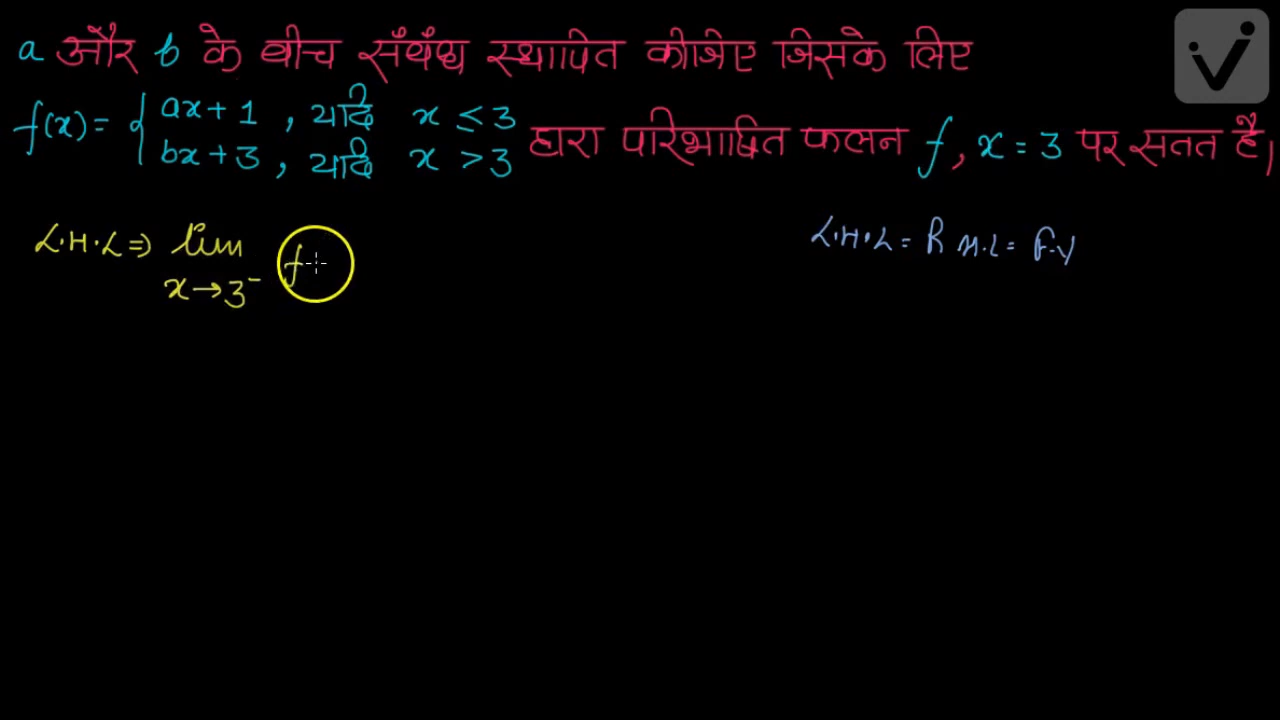 a और b के बीच संबंध स्थापित कीजिए जिसके लिए
f(x) = { ax + 1 , यदि x ≤ 3
bx + 3 , यदि x > 3 द्वारा परिभाषित फलन f, x = 3 पर सतत है।
L.H.L ⇒ lim f
x → 3⁻
L.H.L = R H.L = F.V